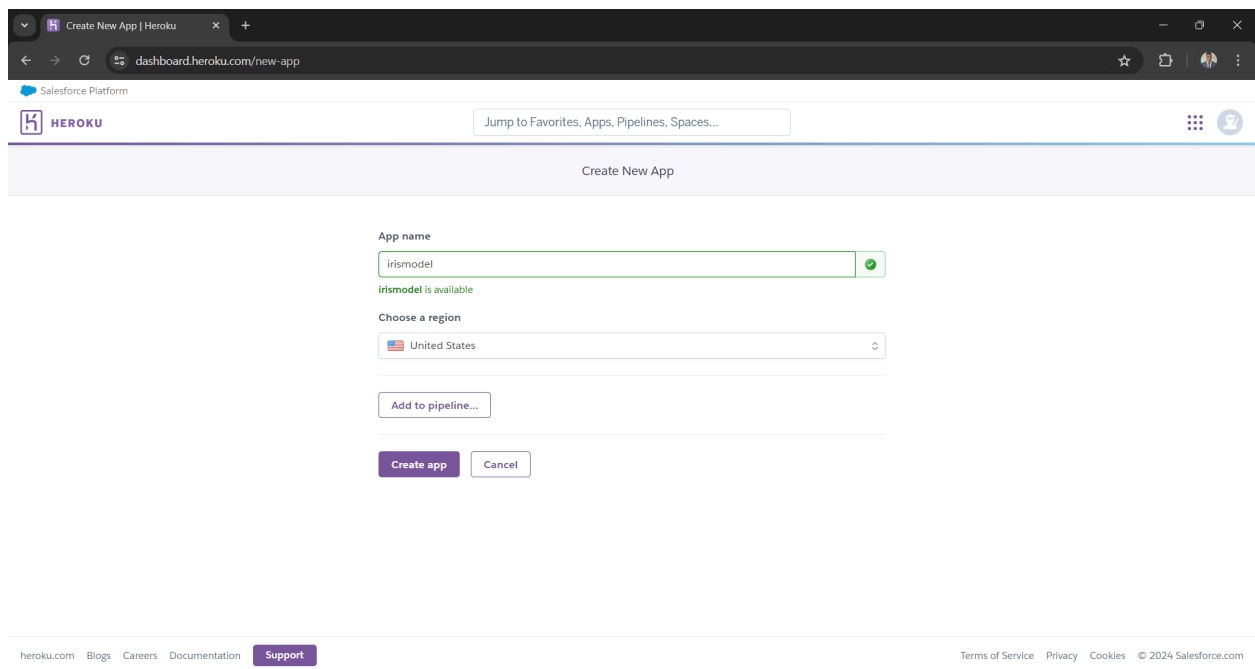 Create New App | Heroku
dashboard.heroku.com/new-app
Salesforce Platform
HEROKU
Jump to Favorites, Apps, Pipelines, Spaces...
Create New App
App name
irismodel
irismodel is available
Choose a region
United States
Add to pipeline...
Create app
Cancel
heroku.com Blogs Careers Documentation Support
Terms of Service Privacy Cookies © 2024 Salesforce.com